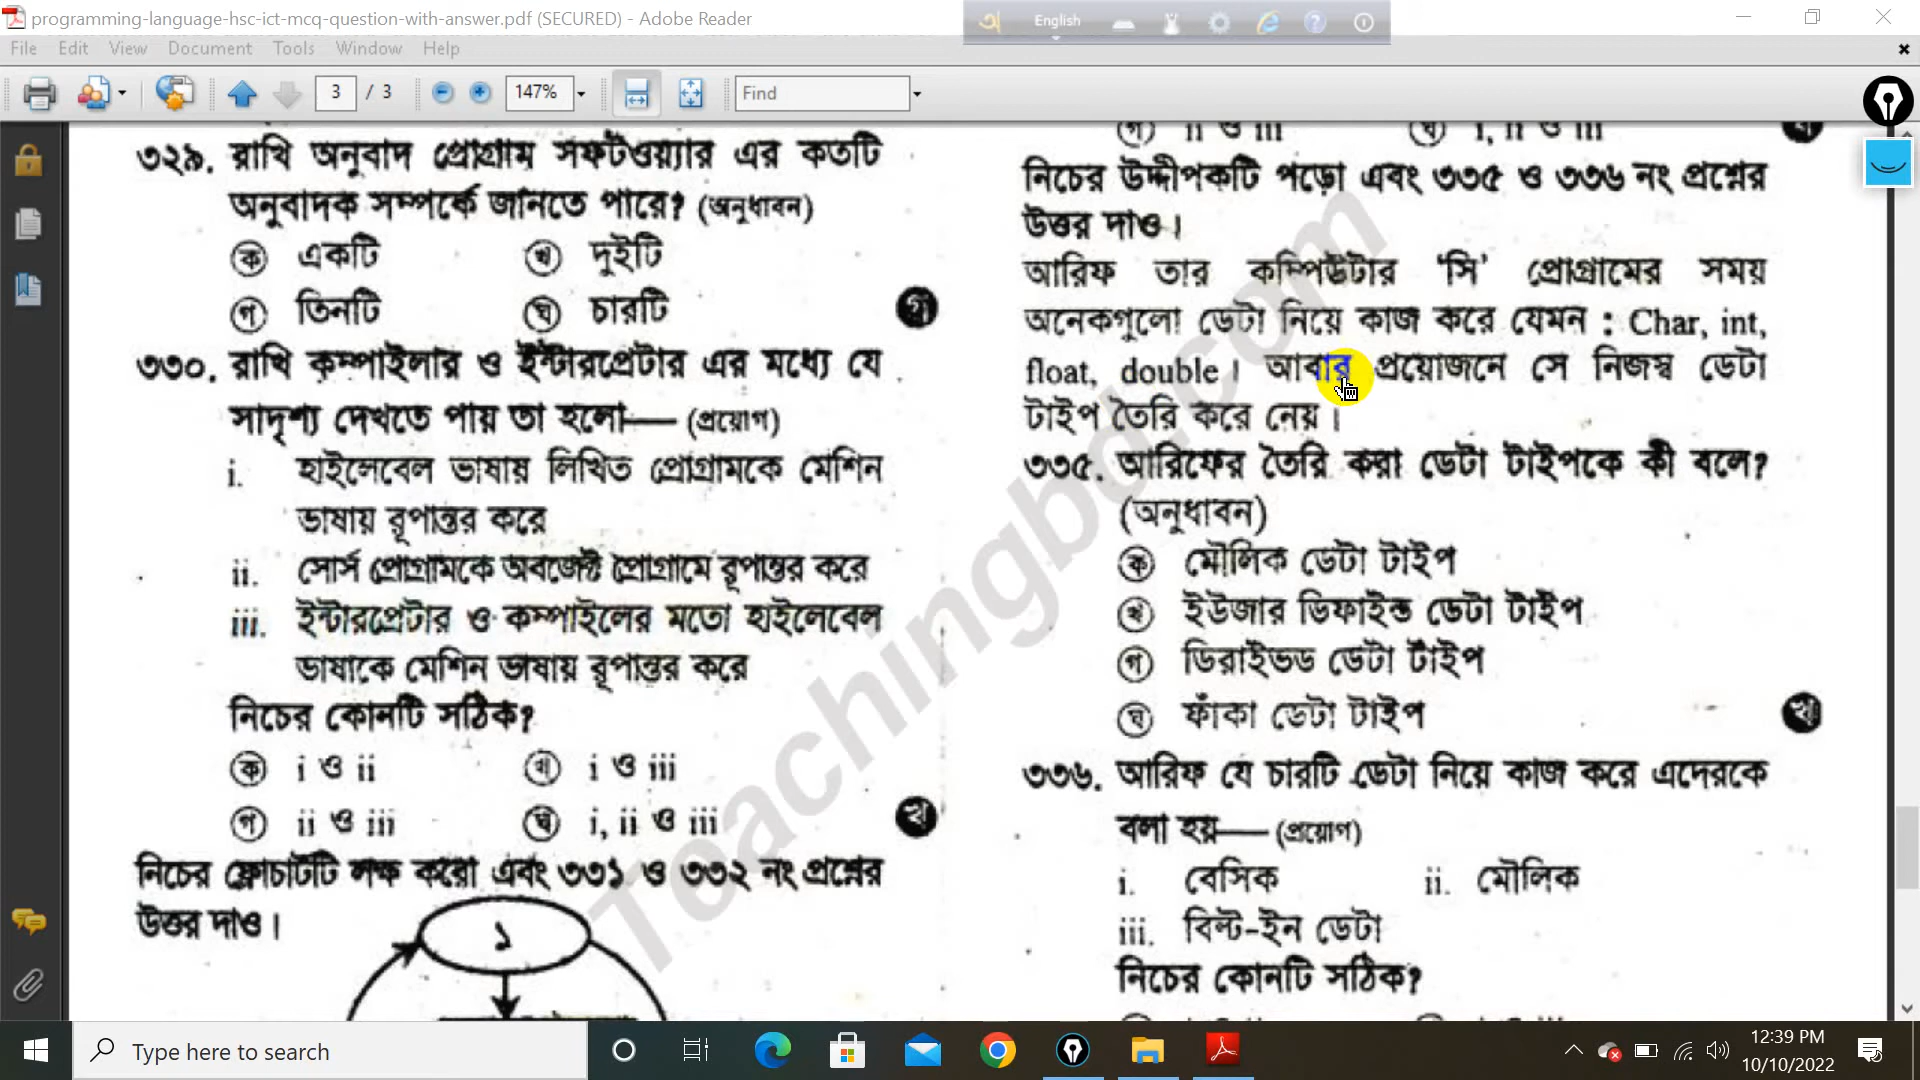 programming-language-hsc-ict-mcq-question-with-answer.pdf (SECURED) - Adobe Reader
English
File Edit View Document Tools Window Help
3 / 3 147% Find
৩২৯. রাখি অনুবাদ প্রোগ্রাম সফটওয়্যার এর কতটি
অনুবাদক সম্পর্কে জানতে পারে? (অনুধাবন)
ক একটি খ দুইটি
গ তিনটি ঘ চারটি গ
৩৩০. রাখি কম্পাইলার ও ইন্টারপ্রেটার এর মধ্যে যে
সাদৃশ্য দেখতে পায় তা হলো— (প্রয়োগ)
i. হাইলেবেল ভাষায় লিখিত প্রোগ্রামকে মেশিন
ভাষায় রূপান্তর করে
ii. সোর্স প্রোগ্রামকে অবজেক্ট প্রোগ্রামে রূপান্তর করে
iii. ইন্টারপ্রেটার ও কম্পাইলের মতো হাইলেবেল
ভাষাকে মেশিন ভাষায় রূপান্তর করে
নিচের কোনটি সঠিক?
ক i ও ii খ i ও iii
গ ii ও iii ঘ i, ii ও iii খ
নিচের ফ্লোচার্টটি লক্ষ করো এবং ৩৩১ ও ৩৩২ নং প্রশ্নের
উত্তর দাও।
১
গ ii ও iii ঘ i, ii ও iii
নিচের উদ্দীপকটি পড়ো এবং ৩৩৫ ও ৩৩৬ নং প্রশ্নের
উত্তর দাও।
আরিফ তার কম্পিউটার ‘সি’ প্রোগ্রামের সময়
অনেকগুলো ডেটা নিয়ে কাজ করে যেমন : Char, int,
float, double। আবার প্রয়োজনে সে নিজস্ব ডেটা
টাইপ তৈরি করে নেয়।
৩৩৫. আরিফের তৈরি করা ডেটা টাইপকে কী বলে?
(অনুধাবন)
ক মৌলিক ডেটা টাইপ
খ ইউজার ডিফাইন্ড ডেটা টাইপ
গ ডিরাইভড ডেটা টাইপ
ঘ ফাঁকা ডেটা টাইপ খ
৩৩৬. আরিফ যে চারটি ডেটা নিয়ে কাজ করে এদেরকে
বলা হয়— (প্রয়োগ)
i. বেসিক ii. মৌলিক
iii. বিল্ট-ইন ডেটা
নিচের কোনটি সঠিক?
Teachingbd.com
Type here to search
12:39 PM
10/10/2022